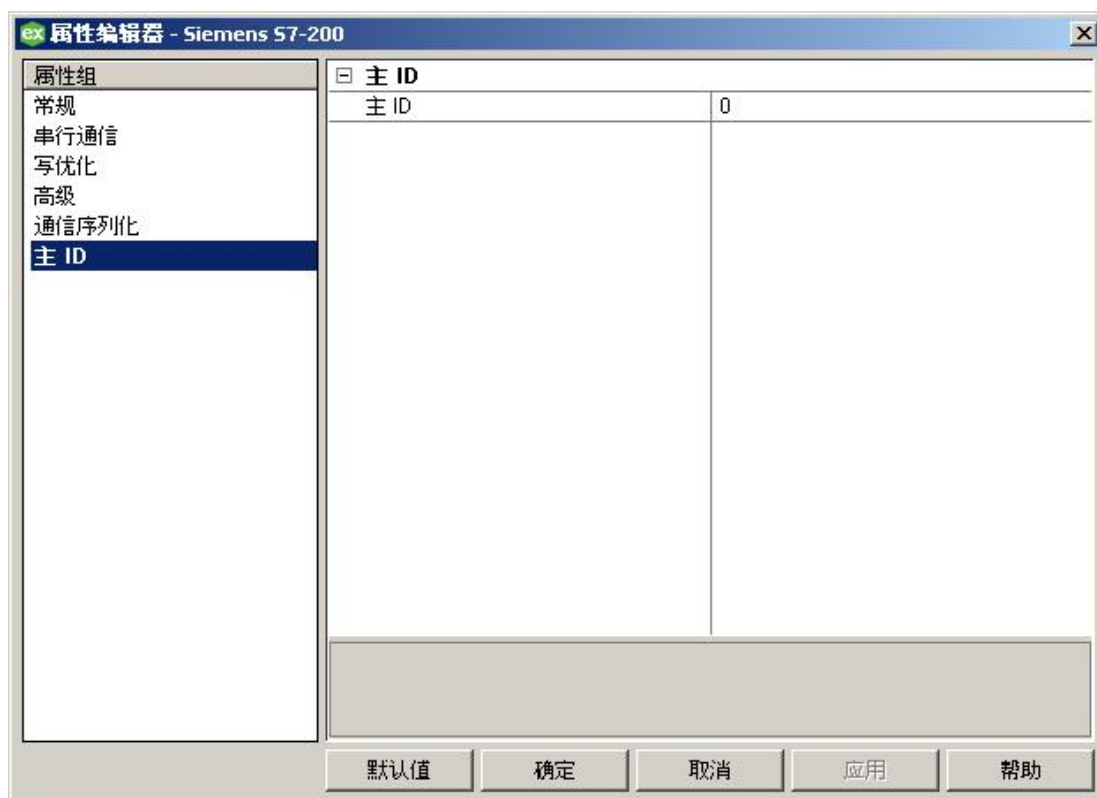 ex 属性编辑器 - Siemens S7-200
属性组
常规
串行通信
写优化
高级
通信序列化
主 ID
主 ID
主 ID 0
默认值 确定 取消 应用 帮助